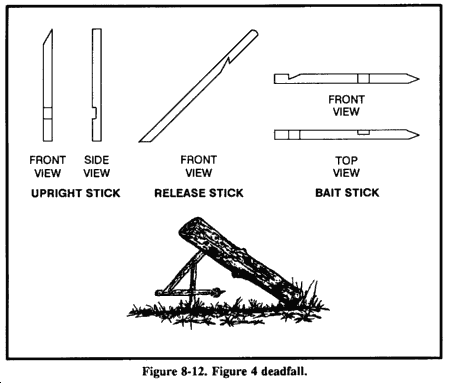 FRONT VIEW
SIDE VIEW
UPRIGHT STICK
FRONT VIEW
RELEASE STICK
FRONT VIEW
TOP VIEW
BAIT STICK
Figure 8-12. Figure 4 deadfall.